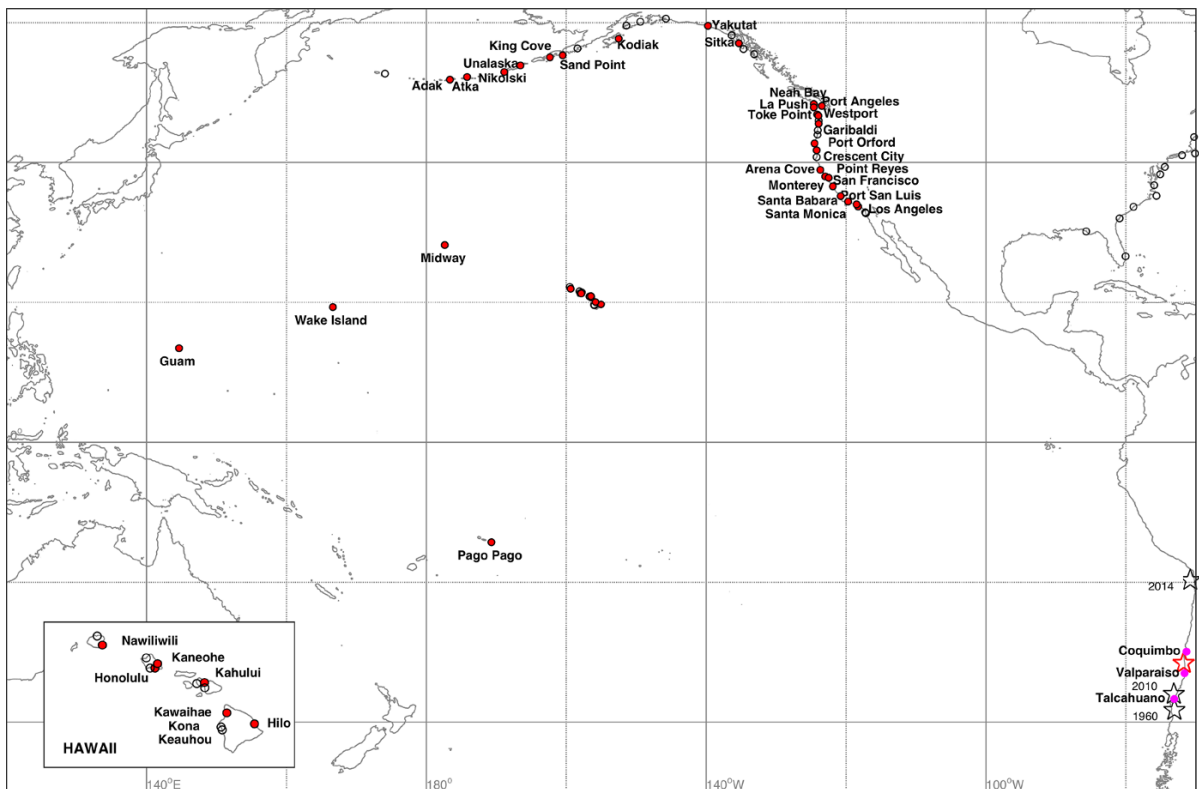 Yakutat
King Cove
Kodiak
Sitka
Unalaska
Sand Point
Adak
Atka
Nikolski
Neah Bay
La Push
Port Angeles
Toke Point
Westport
Garibaldi
Port Orford
Crescent City
Arena Cove
Point Reyes
San Francisco
Monterey
Port San Luis
Santa Babara
Los Angeles
Santa Monica
Midway
Wake Island
Guam
Pago Pago
2014
Coquimbo
Valparaiso
2010
Talcahuano
1960
Nawiliwili
Kaneohe
Honolulu
Kahului
Kawaihae
Kona
Hilo
Keauhou
HAWAII
140°E
180°
140°W
100°W